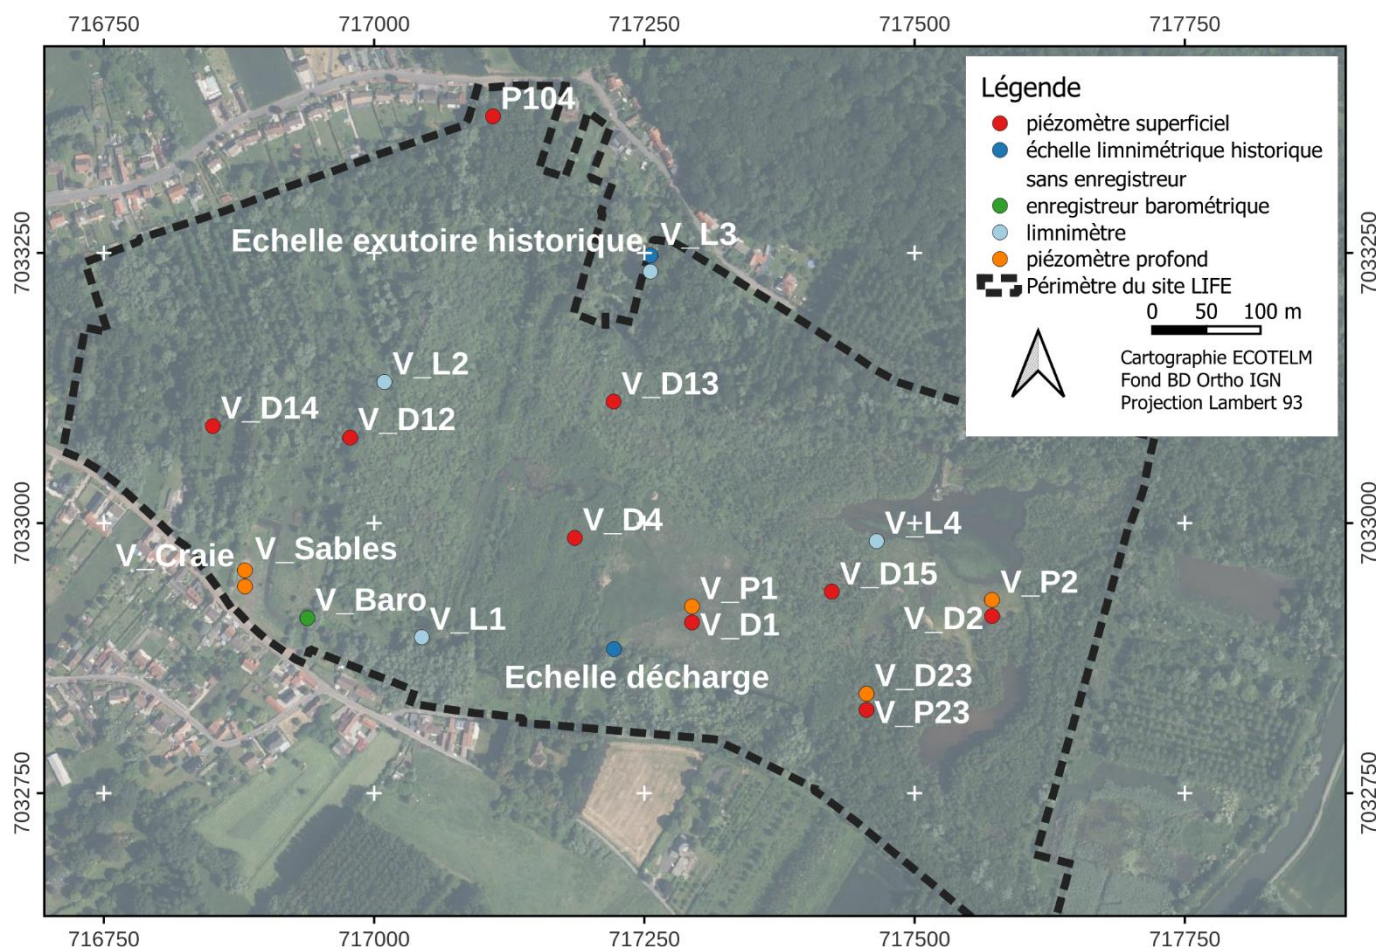 716750 717000 717250 717500 717750
P104
Légende
piézomètre superficiel
échelle limnimétrique historique
sans enregistreur
enregistreur barométrique
limnimètre
piézomètre profond
Périmètre du site LIFE
0 50 100 m
Cartographie ECOTELM
Fond BD Ortho IGN
Projection Lambert 93
7033250 7033250
Echelle exutoire historique
V_L3
V_L2
V_D13
V_D14
V_D12
7033000 7033000
V_D4
V_L4
V_Craie
V_Sables
V_D15
V_P1
V_P2
V_Baro
V_L1
V_D1
V_D2
Echelle décharge
V_D23
V_P23
7032750 7032750
716750 717000 717250 717500 717750